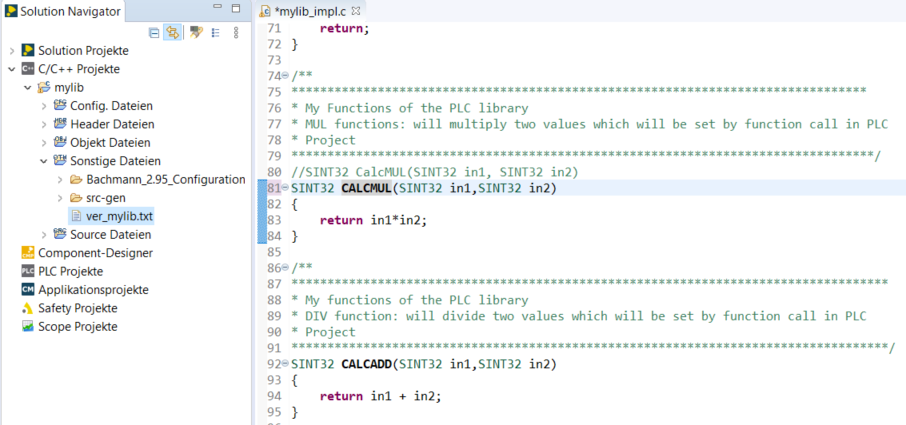 Solution Navigator
Solution Projekte
C/C++ Projekte
mylib
Config. Dateien
Header Dateien
Objekt Dateien
Sonstige Dateien
Bachmann_2.95_Configuration
src-gen
ver_mylib.txt
Source Dateien
Component-Designer
PLC Projekte
Applikationsprojekte
Safety Projekte
Scope Projekte
*mylib_impl.c
71 return;
72 }
73
74 /**
75 ********************************************************************************
76 * My Functions of the PLC library
77 * MUL functions: will multiply two values which will be set by function call in PLC
78 * Project
79 *********************************************************************************/
80 //SINT32 CalcMUL(SINT32 in1, SINT32 in2)
81 SINT32 CALCMUL(SINT32 in1,SINT32 in2)
82 {
83 return in1*in2;
84 }
85
86 /**
87 ***********************************************************************************
88 * My functions of the PLC library
89 * DIV function: will divide two values which will be set by function call in PLC
90 * Project
91 ***********************************************************************************/
92 SINT32 CALCADD(SINT32 in1,SINT32 in2)
93 {
94 return in1 + in2;
95 }